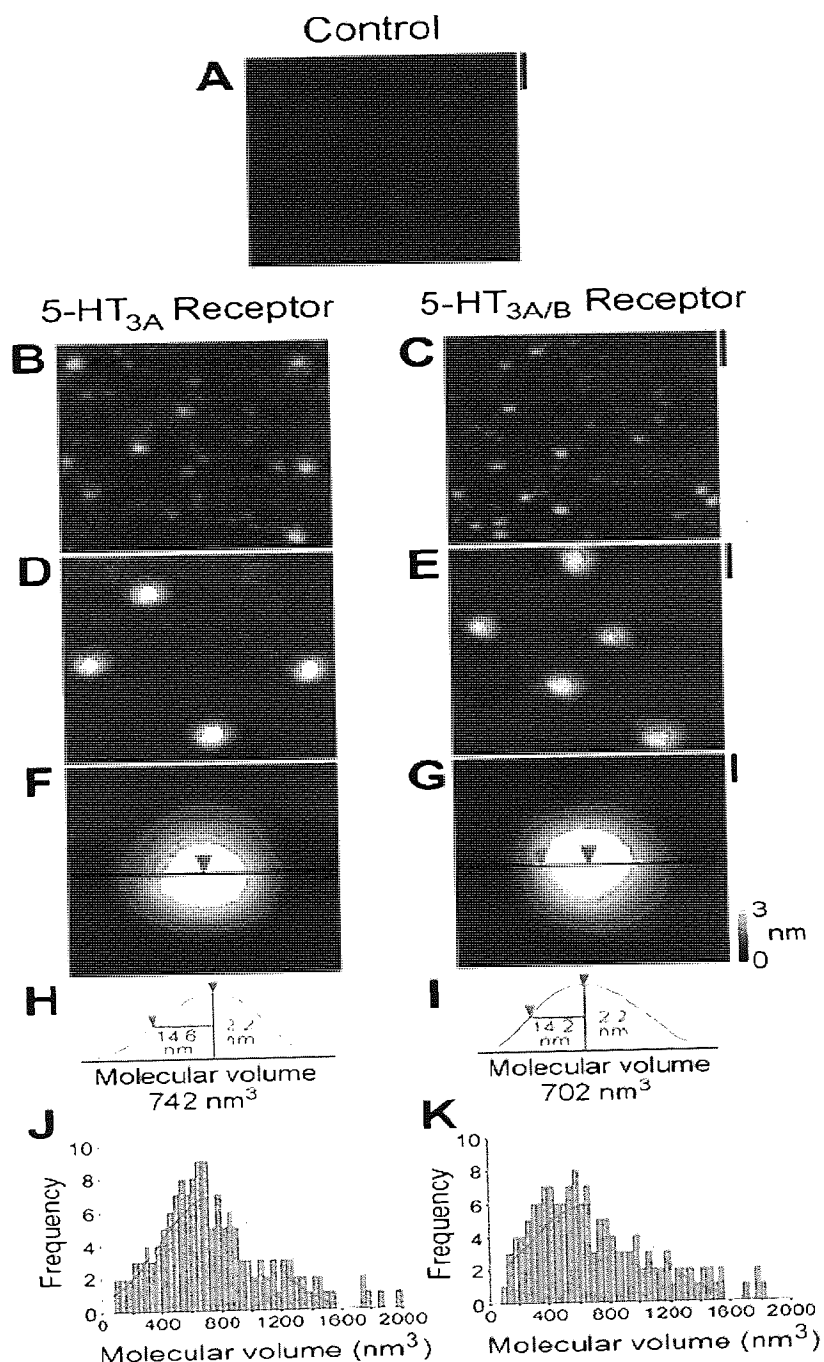 Control
A
5-HT3A Receptor
5-HT3A/B Receptor
B
C
D
E
F
G
3
nm
0
H
14.6
nm
2.2
nm
Molecular volume
742 nm3
I
14.2
nm
2.2
nm
Molecular volume
702 nm3
J
Frequency
10
8
6
4
2
0
0 400 800 1200 1600 2000
Molecular volume (nm3)
K
Frequency
10
8
6
4
2
0
0 400 800 1200 1600 2000
Molecular volume (nm3)